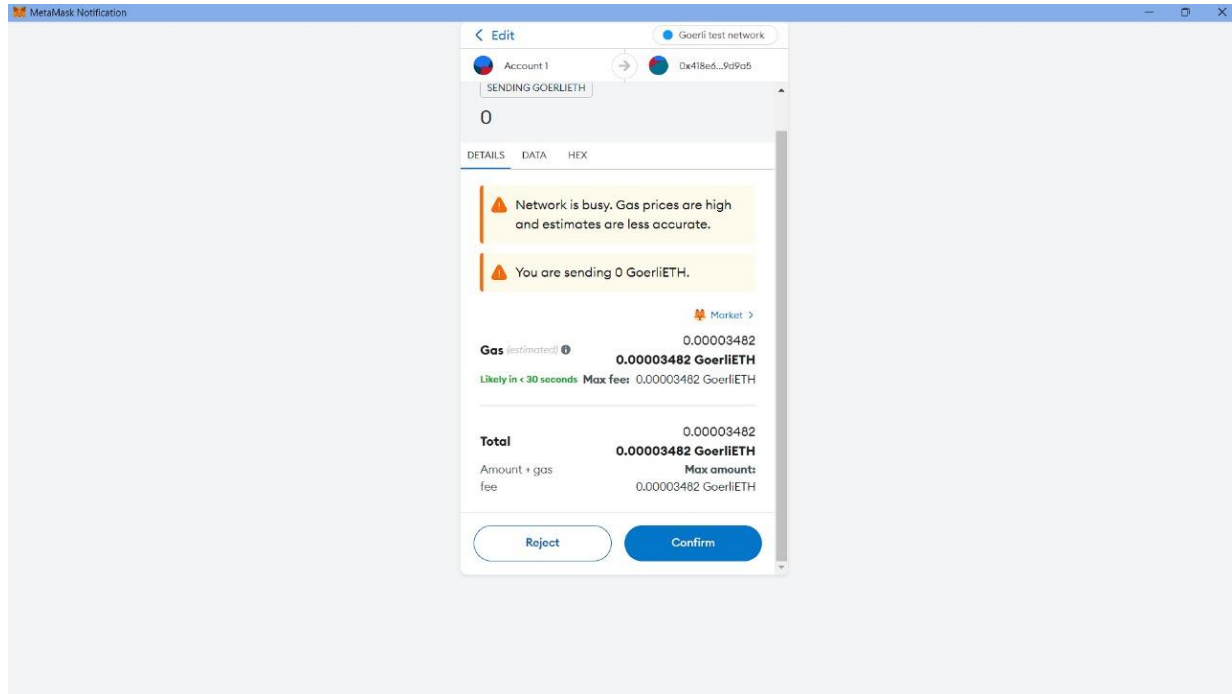 MetaMask Notification
Edit
Goerli test network
Account 1
0x418e6...9d9a5
SENDING GOERLIETH
0
DETAILS DATA HEX
Network is busy. Gas prices are high
and estimates are less accurate.
You are sending 0 GoerliETH.
Market >
0.00003482
Gas (estimated)
0.00003482 GoerliETH
Likely in < 30 seconds Max fee: 0.00003482 GoerliETH
0.00003482
Total
0.00003482 GoerliETH
Amount + gas
fee
Max amount:
0.00003482 GoerliETH
Reject
Confirm